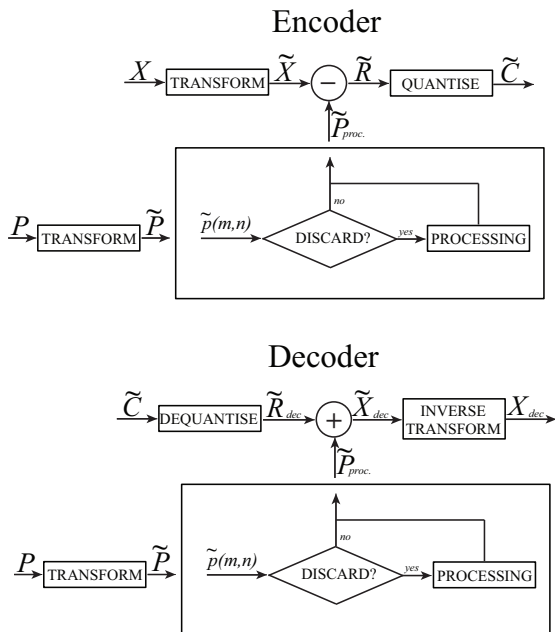 Encoder
X TRANSFORM X̃ − R̃ QUANTISE C̃
P̃proc.
no
P TRANSFORM P̃ p̃(m,n) DISCARD? yes PROCESSING
Decoder
C̃ DEQUANTISE R̃dec + X̃dec INVERSE TRANSFORM Xdec
P̃proc.
no
P TRANSFORM P̃ p̃(m,n) DISCARD? yes PROCESSING